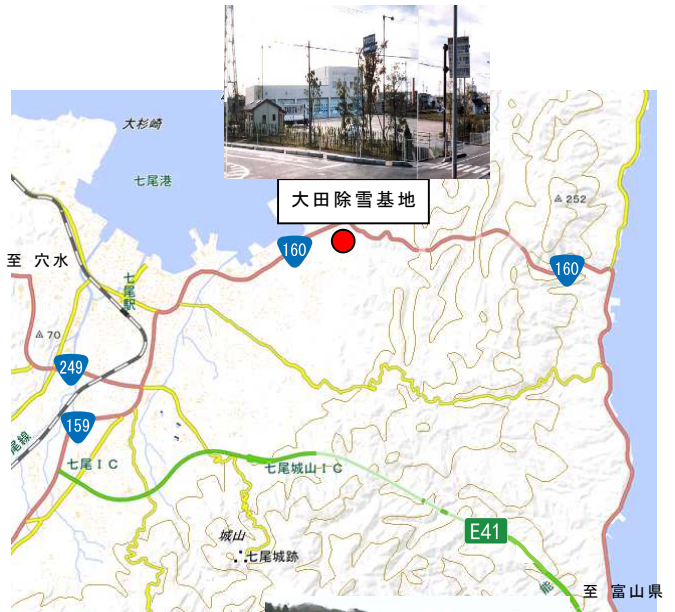 大杉崎
七尾港
大田除雪基地
252
160
160
至 穴水
七尾駅
70
249
159
尾線
七尾IC
七尾城山IC
城山
七尾城跡
E41
能
至 富山県